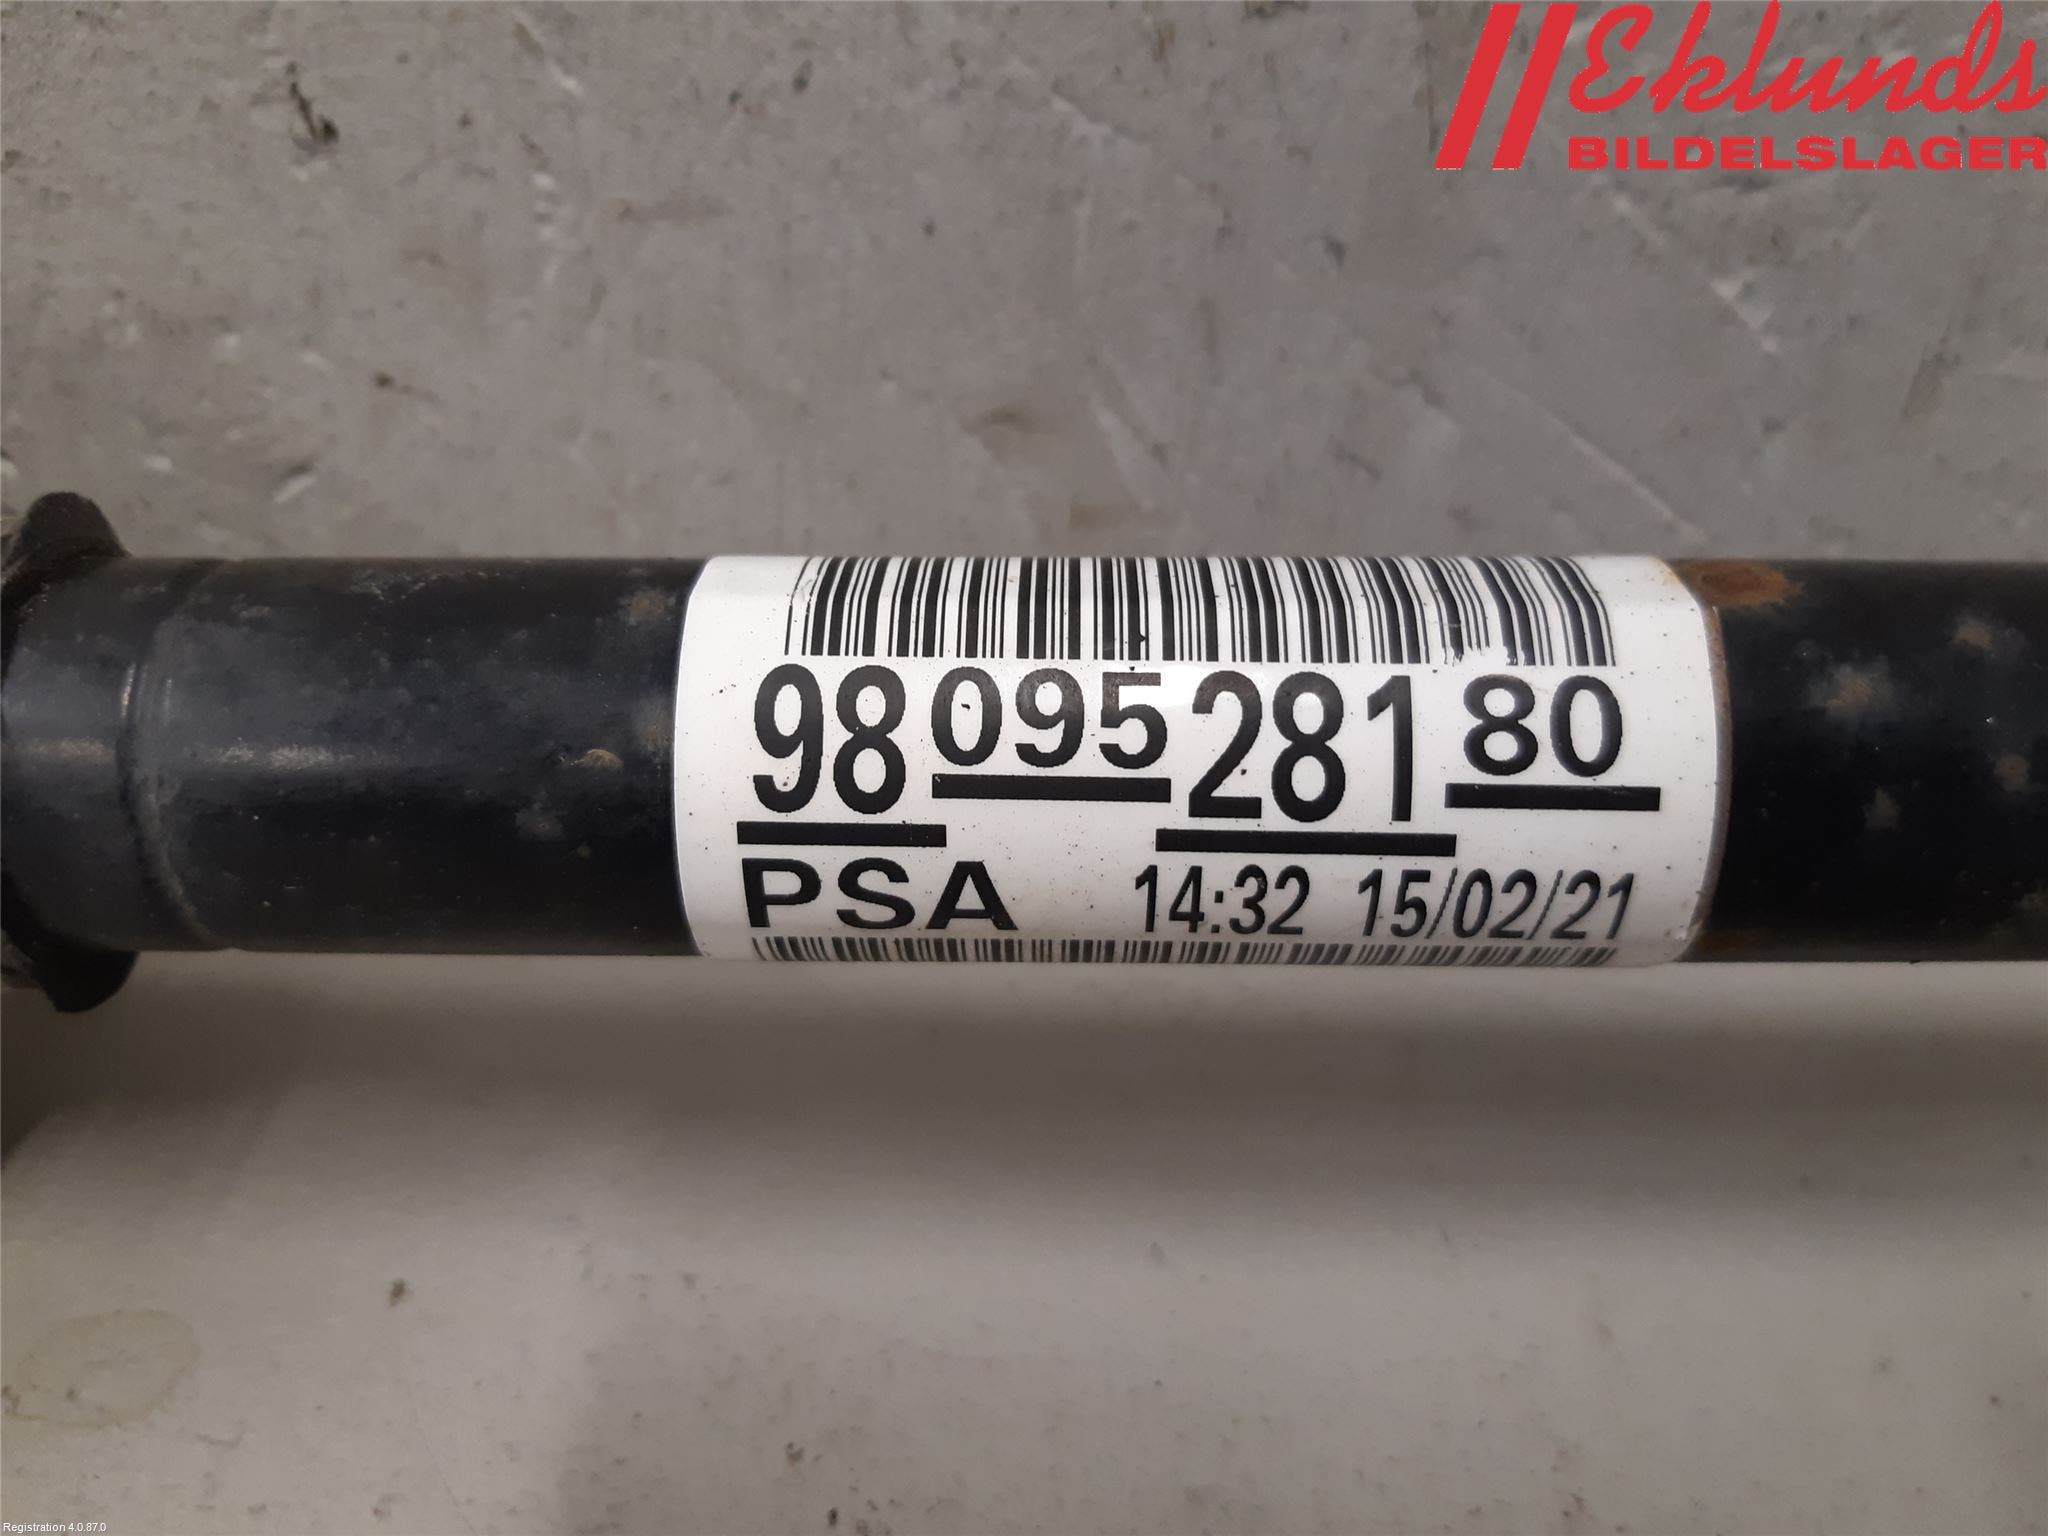 Eklunds
BILDELSLAGER
98 095 281 80
PSA 14:32 15/02/21
Registration 4.0.87.0